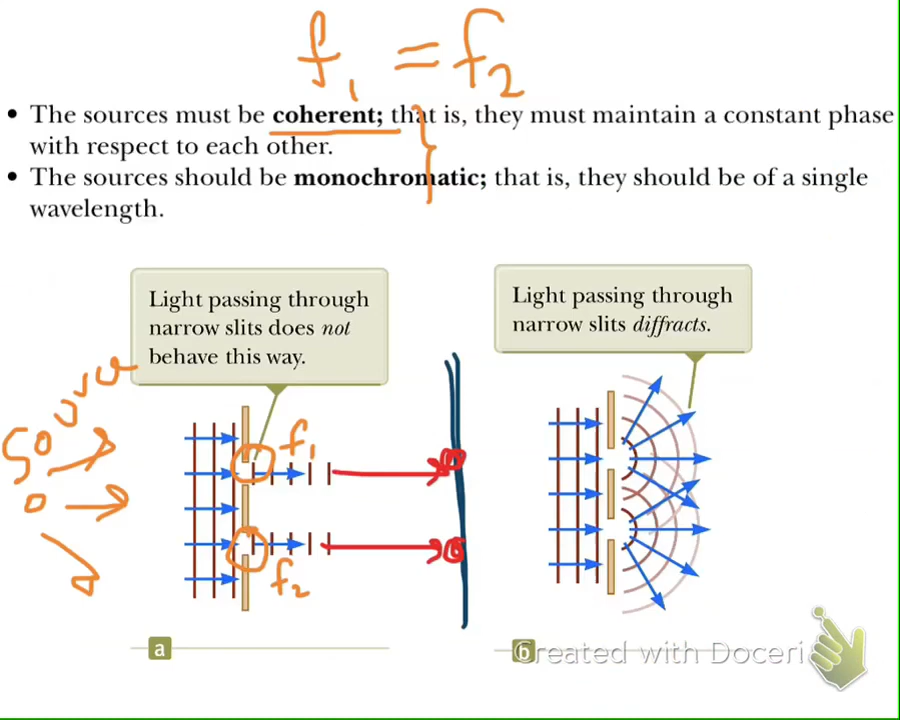 f₁ = f₂
• The sources must be coherent; that is, they must maintain a constant phase
with respect to each other.
• The sources should be monochromatic; that is, they should be of a single
wavelength.
Light passing through
narrow slits does not
behave this way.
Light passing through
narrow slits diffracts.
Source
f₁
f₂
a
b
Created with Doceri